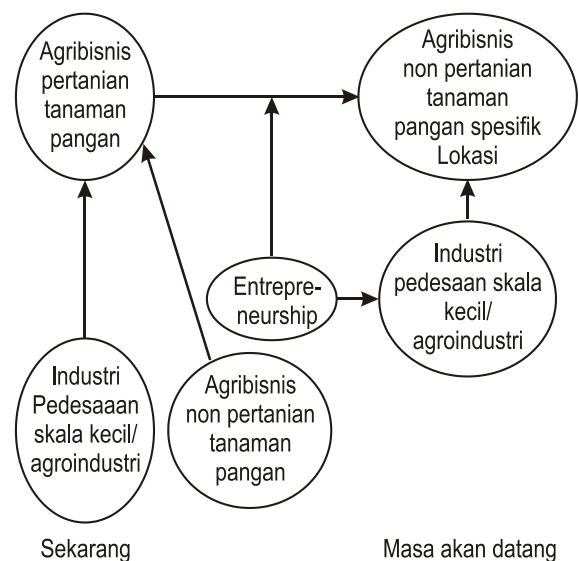 Agribisnis
pertanian
tanaman
pangan
Agribisnis
non pertanian
tanaman
pangan spesifik
Lokasi
Entrepre-
neurship
Industri
pedesaan skala
kecil/
agroindustri
Industri
Pedesaaan
skala kecil/
agroindustri
Agribisnis
non pertanian
tanaman
pangan
Sekarang
Masa akan datang